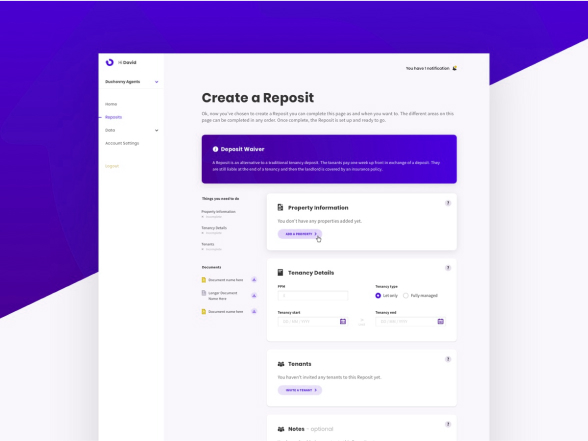 Hi David
You have 1 notification
Duckenny Agents
Home
Reposits
Data
Account Settings
Logout
Create a Reposit
Ok, now you've chosen to create a Reposit you can complete this page as and when you want. The different areas on this
page can be completed in any order. Once complete, the Reposit is set up and ready to go.
Deposit Waiver
A Reposit is an alternative to a traditional tenancy deposit. The tenants pay one week up front in exchange of a deposit. They
are still liable at the end of a tenancy and then the landlord is covered by an insurance policy.
Things you need to do
Property Information
Incomplete
Tenancy Details
Incomplete
Tenants
Incomplete
Documents
Document name here
Longer Document
Name Here
Document name here
Property Information
?
You don't have any properties added yet.
ADD A PROPERTY >
Tenancy Details
?
PPM
£
Tenancy type
Let only
Fully managed
Tenancy start
DD / MM / YYYY
Tenancy end
DD / MM / YYYY
Tenants
?
You haven't invited any tenants to this Reposit yet.
INVITE A TENANT >
Notes - optional
?